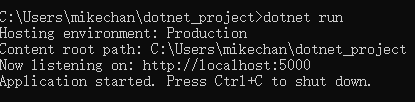 C:\Users\mikechan\dotnet_project>dotnet run
Hosting environment: Production
Content root path: C:\Users\mikechan\dotnet_project
Now listening on: http://localhost:5000
Application started. Press Ctrl+C to shut down.